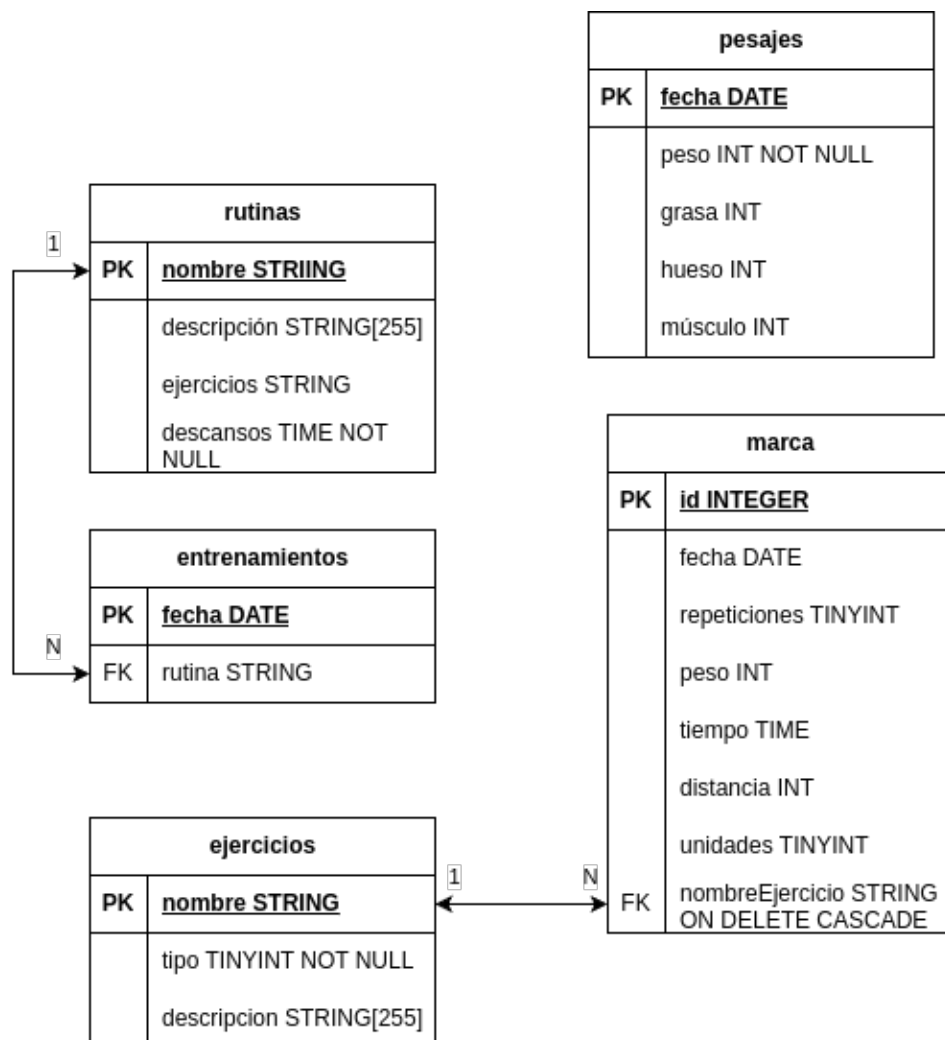 pesajes
PK fecha DATE
peso INT NOT NULL
grasa INT
hueso INT
músculo INT
rutinas
1
PK nombre STRIING
descripción STRING[255]
ejercicios STRING
descansos TIME NOT
NULL
entrenamientos
PK fecha DATE
N
FK rutina STRING
marca
PK id INTEGER
fecha DATE
repeticiones TINYINT
peso INT
tiempo TIME
distancia INT
unidades TINYINT
FK nombreEjercicio STRING
ON DELETE CASCADE
ejercicios
1
N
PK nombre STRING
tipo TINYINT NOT NULL
descripcion STRING[255]